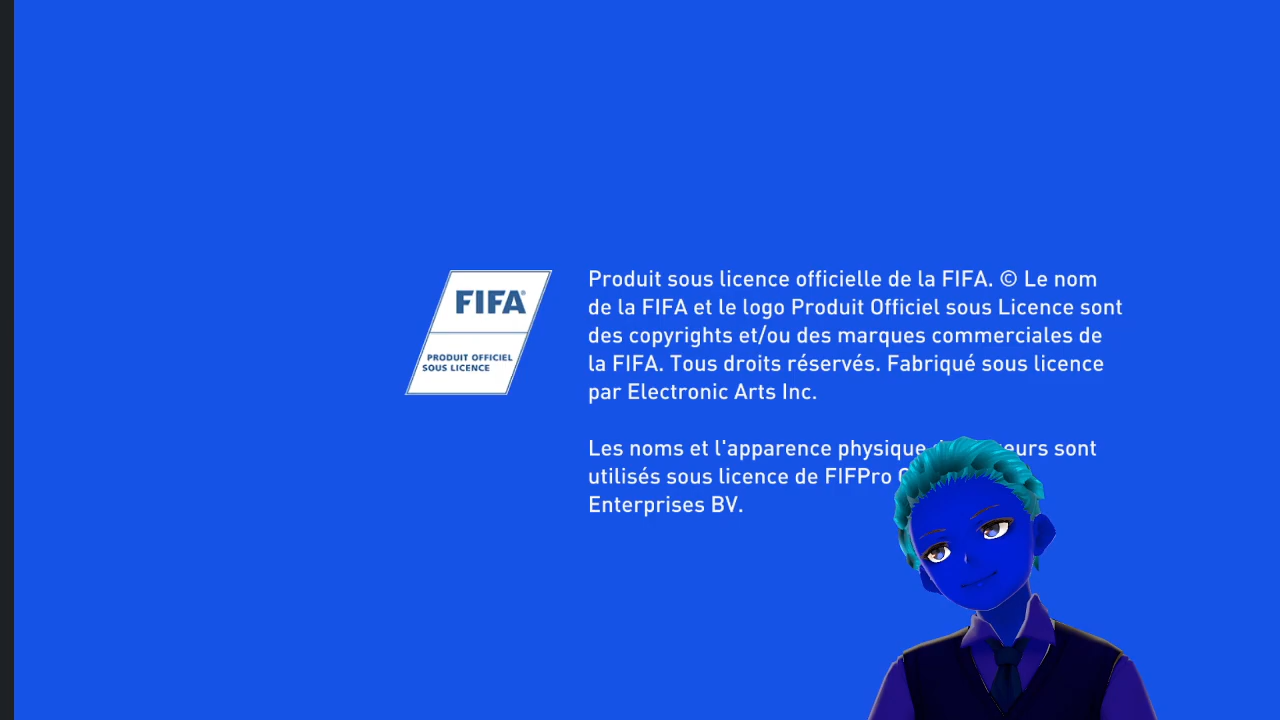 FIFA
PRODUIT OFFICIEL
SOUS LICENCE
Produit sous licence officielle de la FIFA. © Le nom
de la FIFA et le logo Produit Officiel sous Licence sont
des copyrights et/ou des marques commerciales de
la FIFA. Tous droits réservés. Fabriqué sous licence
par Electronic Arts Inc.
Les noms et l'apparence physique sont
utilisés sous licence de FIFPro
Enterprises BV.